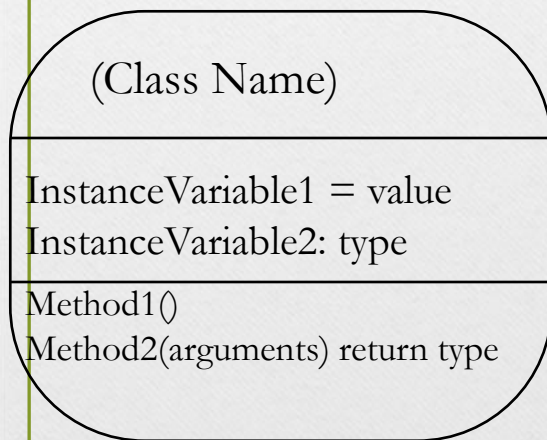 (Class Name)
InstanceVariable1 = value
InstanceVariable2: type
Method1()
Method2(arguments) return type